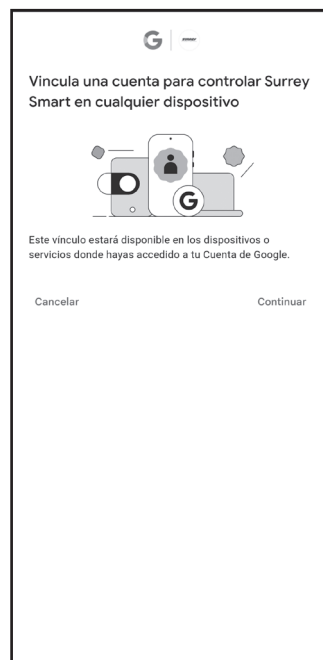 G
Vincula una cuenta para controlar Surrey
Smart en cualquier dispositivo
G
Este vínculo estará disponible en los dispositivos o
servicios donde hayas accedido a tu Cuenta de Google.
Cancelar
Continuar